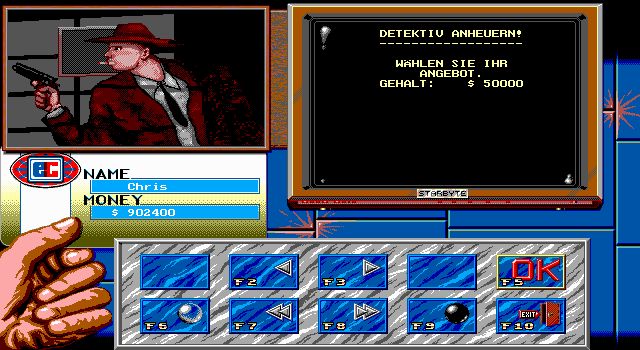 DETEKTIV ANHEUERN!
------------------
WÄHLEN SIE IHR
ANGEBOT.
GEHALT: $ 50000
STARBYTE
ec
NAME
Chris
MONEY
$ 902400
F2
F3
OK
F5
F6
F7
F8
F9
EXIT
F10